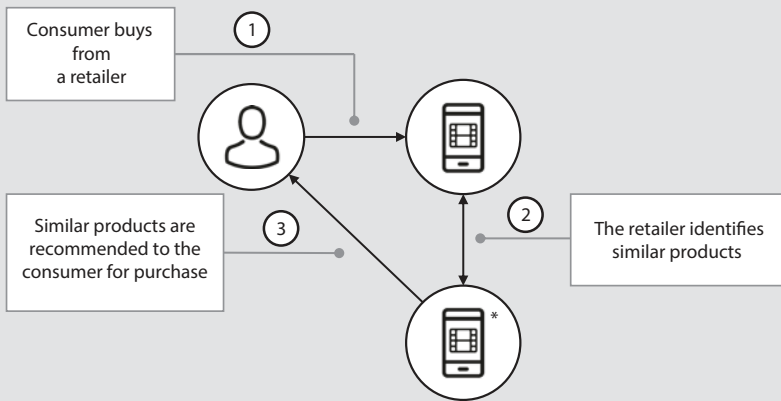 Consumer buys
from
a retailer
1
Similar products are
recommended to the
consumer for purchase
3
2
The retailer identifies
similar products
*